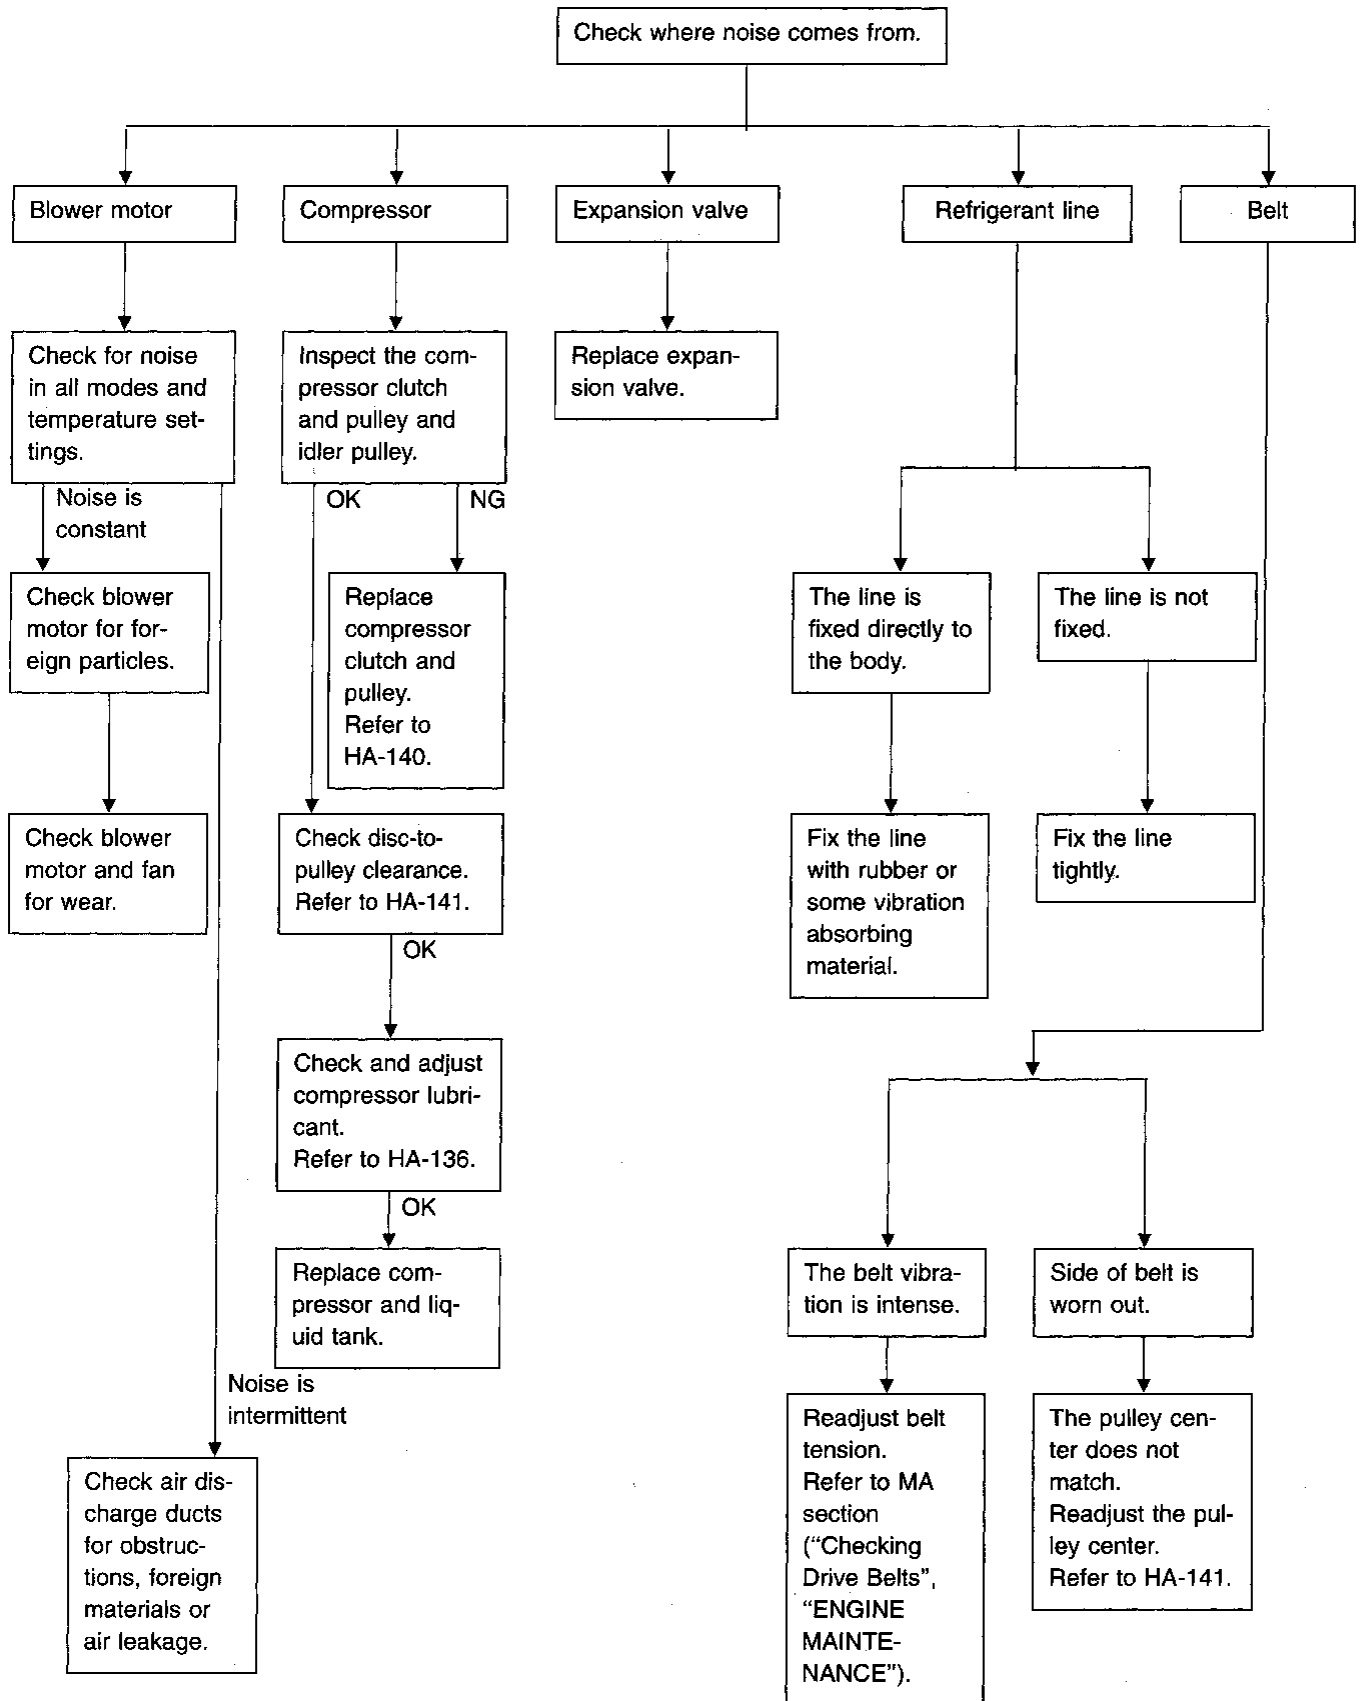 Check where noise comes from.
Blower motor
Compressor
Expansion valve
Refrigerant line
Belt
Check for noise
in all modes and
temperature set-
tings.
Inspect the com-
pressor clutch
and pulley and
idler pulley.
Replace expan-
sion valve.
Noise is
constant
OK
NG
Check blower
motor for for-
eign particles.
Replace
compressor
clutch and
pulley.
Refer to
HA-140.
The line is
fixed directly to
the body.
The line is not
fixed.
Check blower
motor and fan
for wear.
Check disc-to-
pulley clearance.
Refer to HA-141.
Fix the line
with rubber or
some vibration
absorbing
material.
Fix the line
tightly.
OK
Check and adjust
compressor lubri-
cant.
Refer to HA-136.
OK
Replace com-
pressor and liq-
uid tank.
The belt vibra-
tion is intense.
Side of belt is
worn out.
Noise is
intermittent
Check air dis-
charge ducts
for obstruc-
tions, foreign
materials or
air leakage.
Readjust belt
tension.
Refer to MA
section
("Checking
Drive Belts",
"ENGINE
MAINTE-
NANCE").
The pulley cen-
ter does not
match.
Readjust the pul-
ley center.
Refer to HA-141.